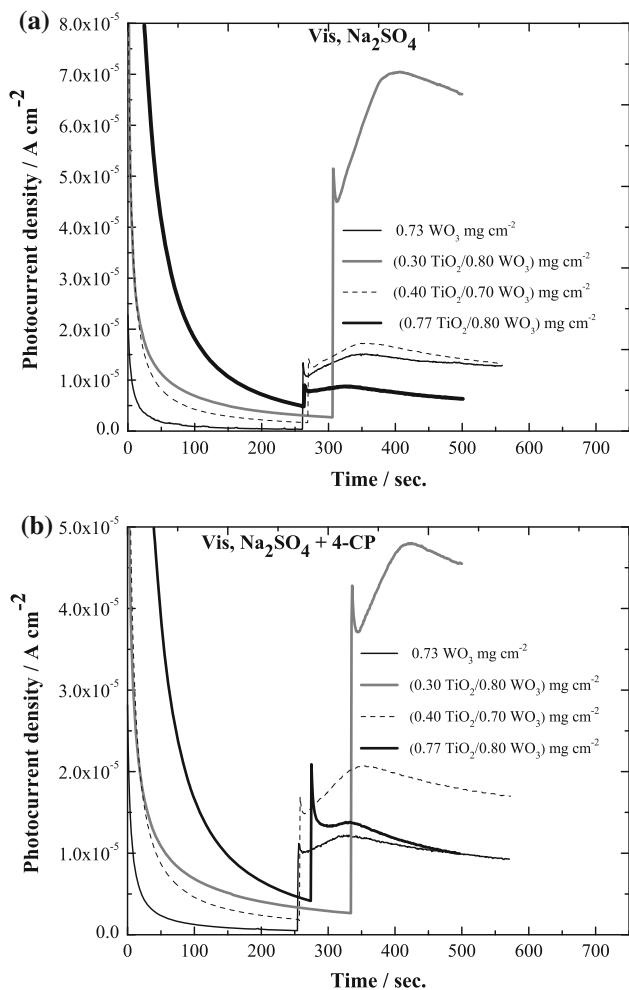 (a)
Vis, Na₂SO₄
Photocurrent density / A cm⁻²
8.0x10⁻⁵
7.0x10⁻⁵
6.0x10⁻⁵
5.0x10⁻⁵
4.0x10⁻⁵
3.0x10⁻⁵
2.0x10⁻⁵
1.0x10⁻⁵
0.0
0.73 WO₃ mg cm⁻²
(0.30 TiO₂/0.80 WO₃) mg cm⁻²
(0.40 TiO₂/0.70 WO₃) mg cm⁻²
(0.77 TiO₂/0.80 WO₃) mg cm⁻²
0 100 200 300 400 500 600 700
Time / sec.
(b)
Vis, Na₂SO₄ + 4-CP
Photocurrent density / A cm⁻²
5.0x10⁻⁵
4.0x10⁻⁵
3.0x10⁻⁵
2.0x10⁻⁵
1.0x10⁻⁵
0.0
0.73 WO₃ mg cm⁻²
(0.30 TiO₂/0.80 WO₃) mg cm⁻²
(0.40 TiO₂/0.70 WO₃) mg cm⁻²
(0.77 TiO₂/0.80 WO₃) mg cm⁻²
0 100 200 300 400 500 600 700
Time / sec.